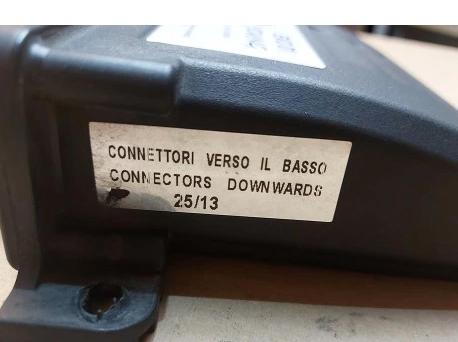 CONNETTORI VERSO IL BASSO
CONNECTORS DOWNWARDS
25/13